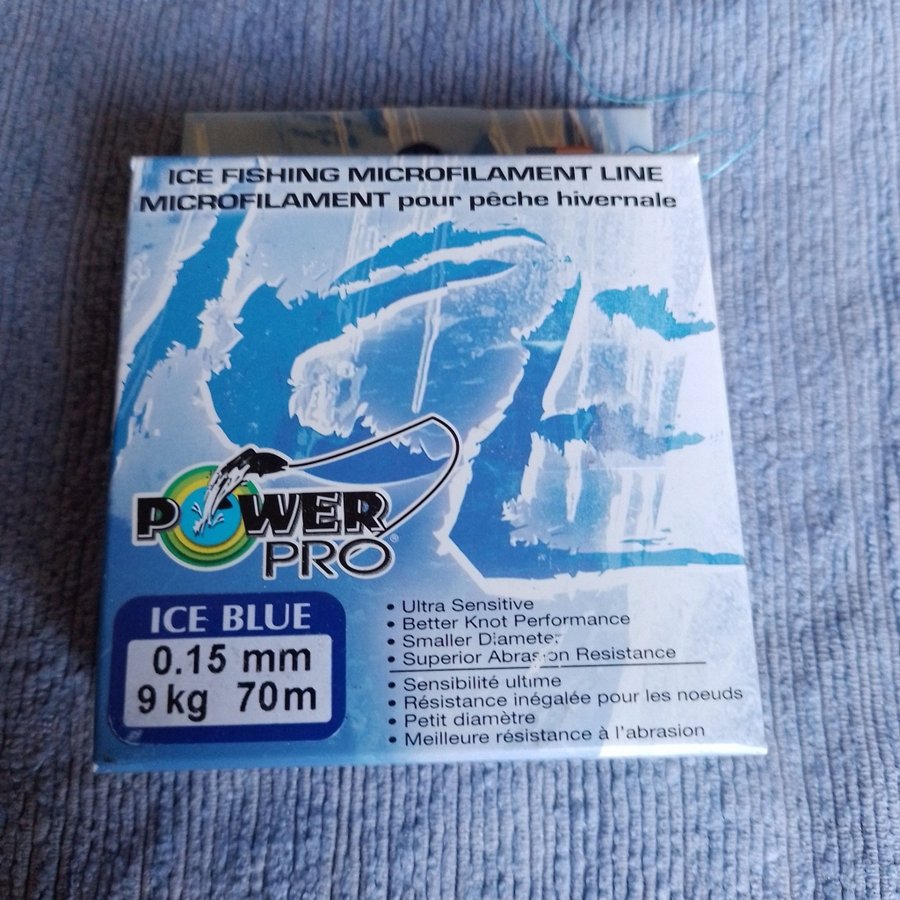 ICE FISHING MICROFILAMENT LINE
MICROFILAMENT pour pêche hivernale
ICE
POWER
PRO®
ICE BLUE
0.15 mm
9 kg 70m
• Ultra Sensitive
• Better Knot Performance
• Smaller Diameter
• Superior Abrasion Resistance
• Sensibilité ultime
• Résistance inégalée pour les noeuds
• Petit diamètre
• Meilleure résistance à l'abrasion